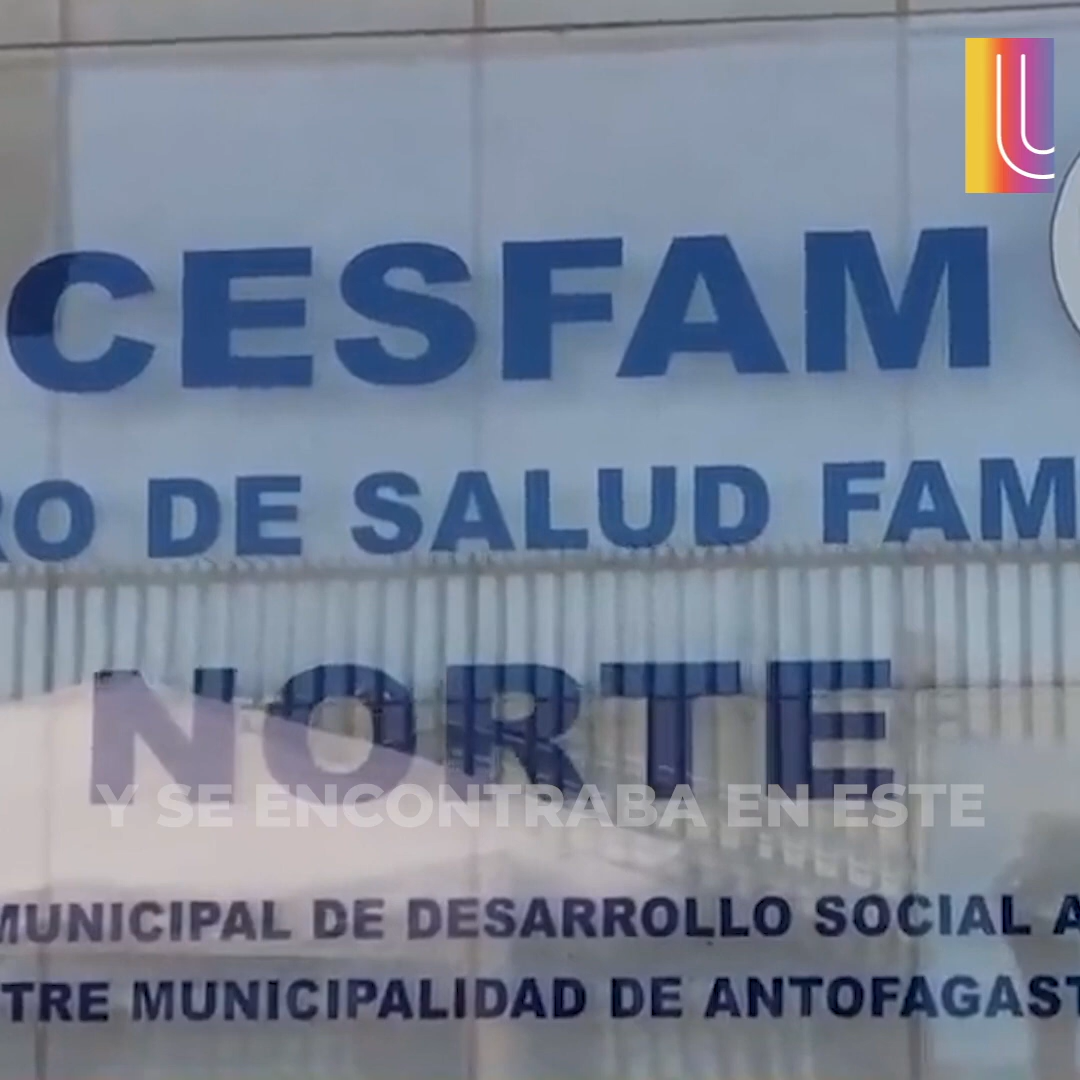 CESFAM
RO DE SALUD FAM
NORTE
Y SE ENCONTRABA EN ESTE
MUNICIPAL DE DESARROLLO SOCIAL A
TRE MUNICIPALIDAD DE ANTOFAGAST